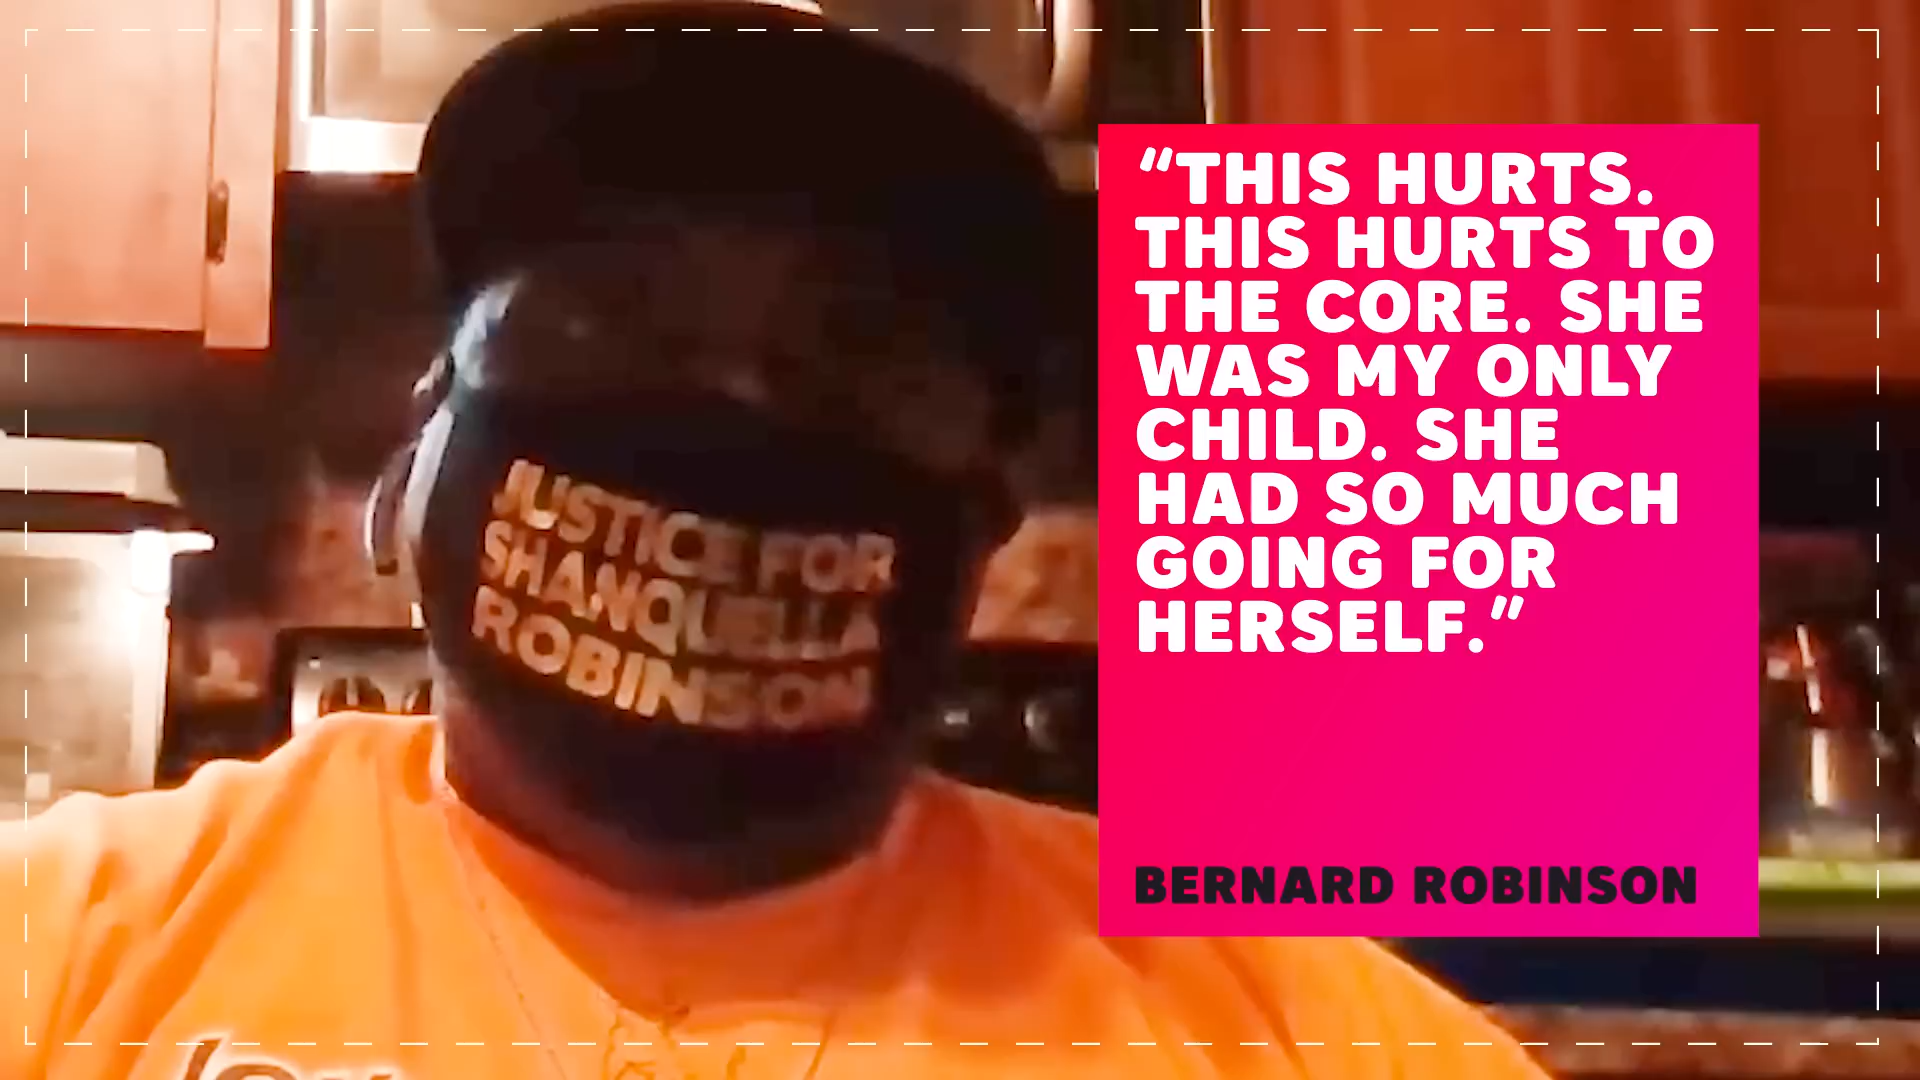 JUSTICE FOR
SHANQUELLA
ROBINSON
“THIS HURTS.
THIS HURTS TO
THE CORE. SHE
WAS MY ONLY
CHILD. SHE
HAD SO MUCH
GOING FOR
HERSELF.”
BERNARD ROBINSON